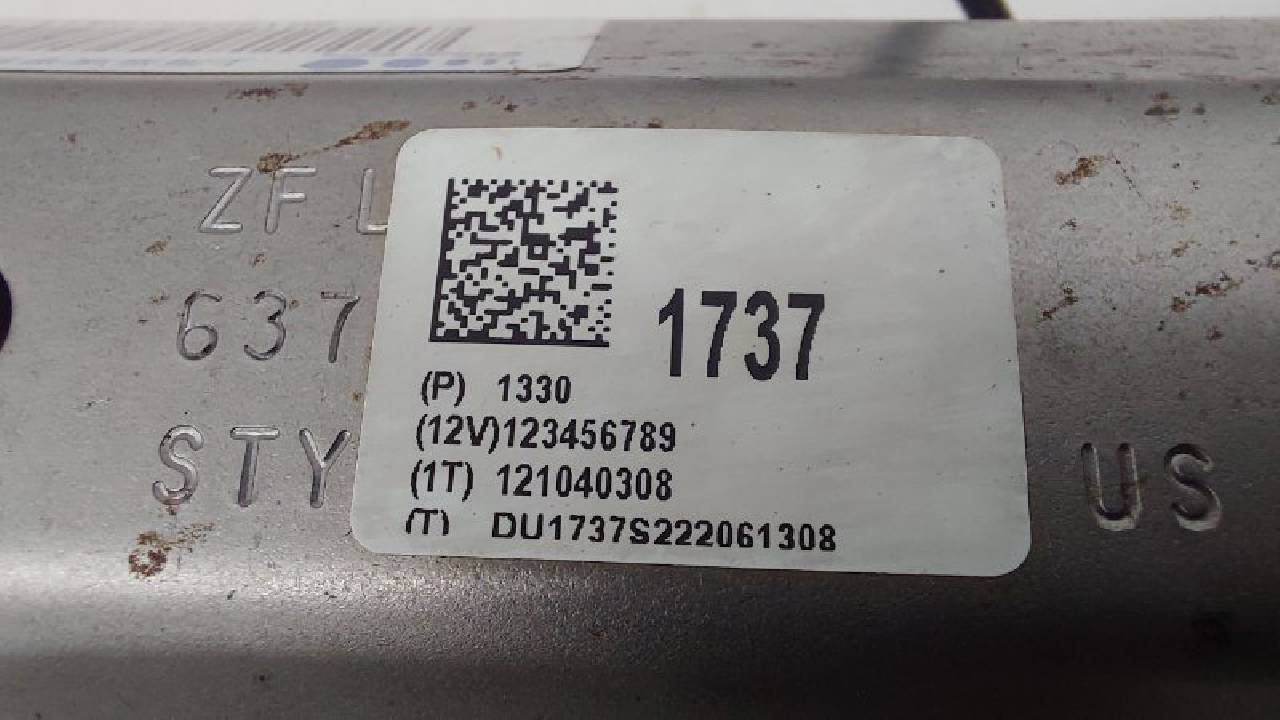 ZF L
637
STY
US
1737
(P) 1330
(12V)123456789
(1T) 121040308
(T) DU1737S222061308